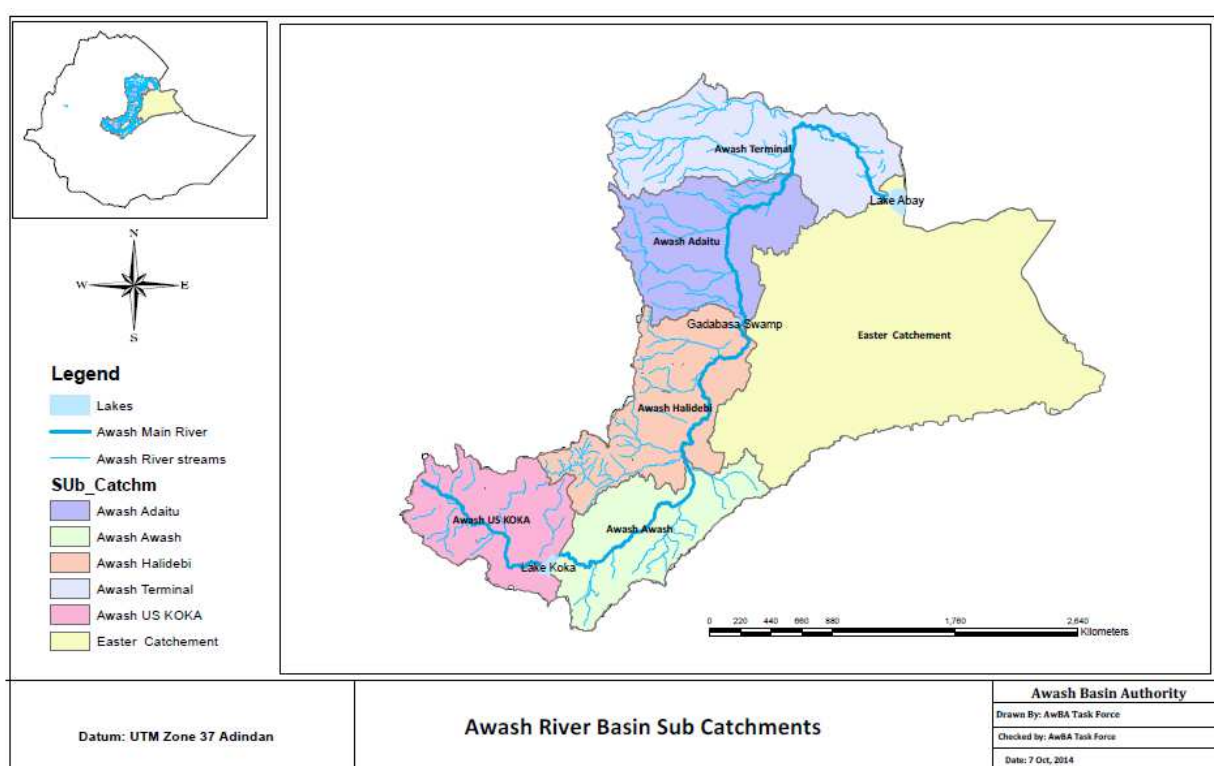 N
W
E
S
Legend
Lakes
Awash Main River
Awash River streams
SUb_Catchm
Awash Adaitu
Awash Awash
Awash Halidebi
Awash Terminal
Awash US KOKA
Easter Catchement
Awash Terminal
Lake Abay
Awash Adaitu
Gadabasa Swamp
Easter Catchement
Awash Halidebi
Awash US KOKA
Awash Awash
Lake Koka
0 220 440 660 880 1,760 2,640
Kilometers
Datum: UTM Zone 37 Adindan
Awash River Basin Sub Catchments
Awash Basin Authority
Drawn By: AwBA Task Force
Checked by: AwBA Task Force
Date: 7 Oct, 2014